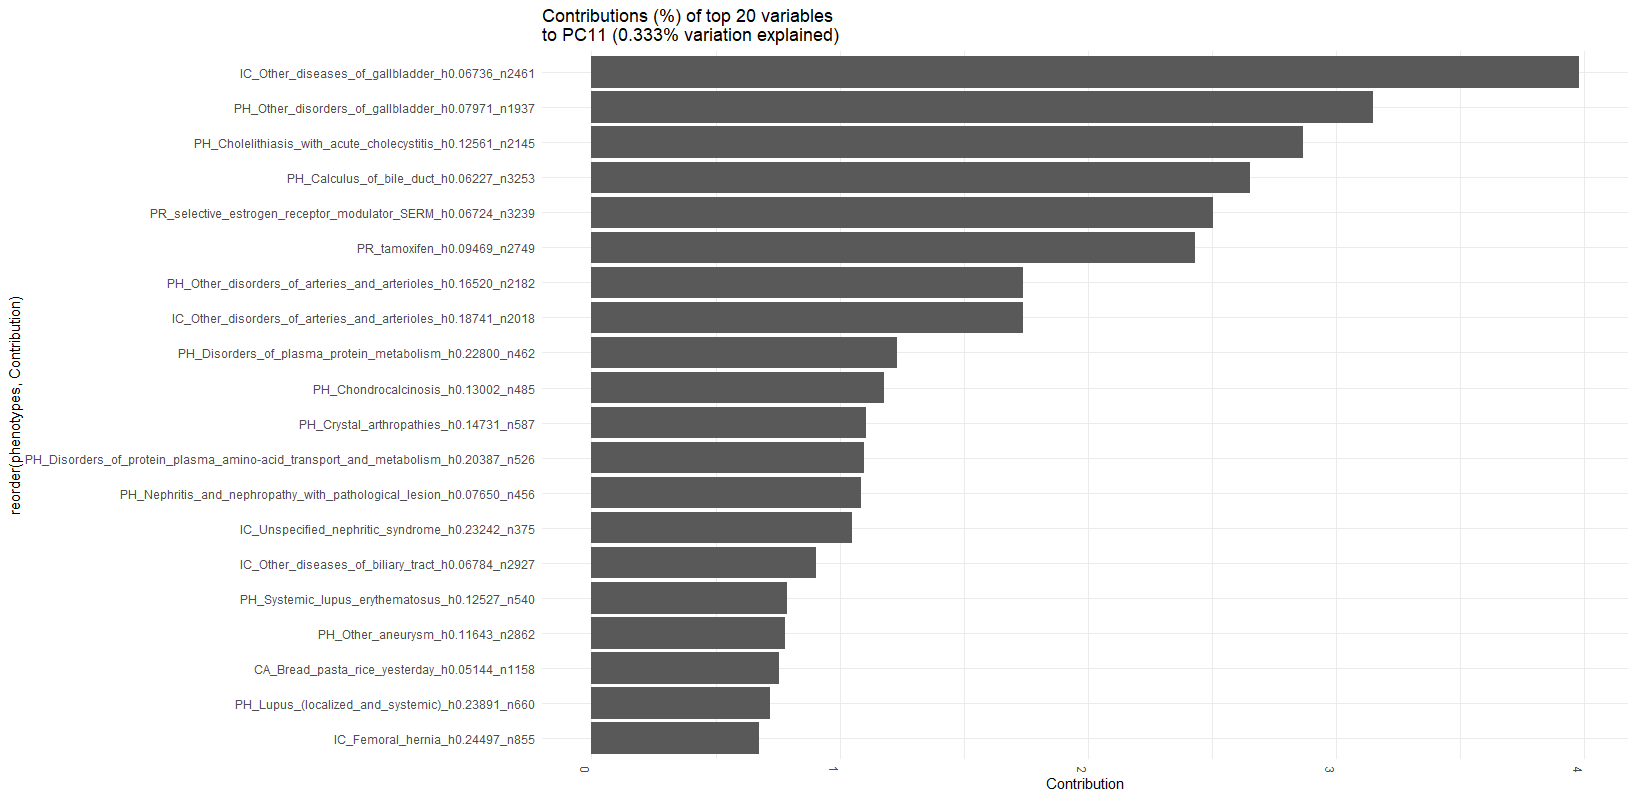 Contributions (%) of top 20 variables
to PC11 (0.333% variation explained)
reorder(phenotypes, Contribution)
IC_Other_diseases_of_gallbladder_h0.06736_n2461
PH_Other_disorders_of_gallbladder_h0.07971_n1937
PH_Cholelithiasis_with_acute_cholecystitis_h0.12561_n2145
PH_Calculus_of_bile_duct_h0.06227_n3253
PR_selective_estrogen_receptor_modulator_SERM_h0.06724_n3239
PR_tamoxifen_h0.09469_n2749
PH_Other_disorders_of_arteries_and_arterioles_h0.16520_n2182
IC_Other_disorders_of_arteries_and_arterioles_h0.18741_n2018
PH_Disorders_of_plasma_protein_metabolism_h0.22800_n462
PH_Chondrocalcinosis_h0.13002_n485
PH_Crystal_arthropathies_h0.14731_n587
PH_Disorders_of_protein_plasma_amino-acid_transport_and_metabolism_h0.20387_n526
PH_Nephritis_and_nephropathy_with_pathological_lesion_h0.07650_n456
IC_Unspecified_nephritic_syndrome_h0.23242_n375
IC_Other_diseases_of_biliary_tract_h0.06784_n2927
PH_Systemic_lupus_erythematosus_h0.12527_n540
PH_Other_aneurysm_h0.11643_n2862
CA_Bread_pasta_rice_yesterday_h0.05144_n1158
PH_Lupus_(localized_and_systemic)_h0.23891_n660
IC_Femoral_hernia_h0.24497_n855
0 1 2 3 4
Contribution